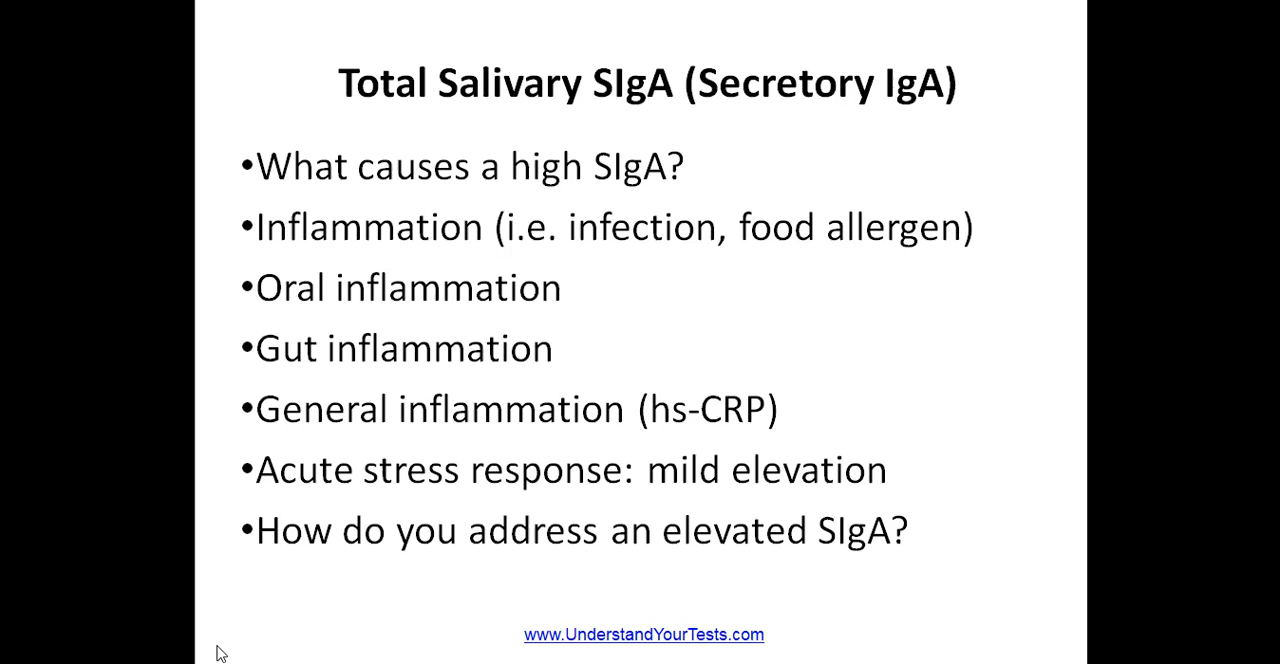 Total Salivary SIgA (Secretory IgA)
•What causes a high SIgA?
•Inflammation (i.e. infection, food allergen)
•Oral inflammation
•Gut inflammation
•General inflammation (hs-CRP)
•Acute stress response: mild elevation
•How do you address an elevated SIgA?
www.UnderstandYourTests.com